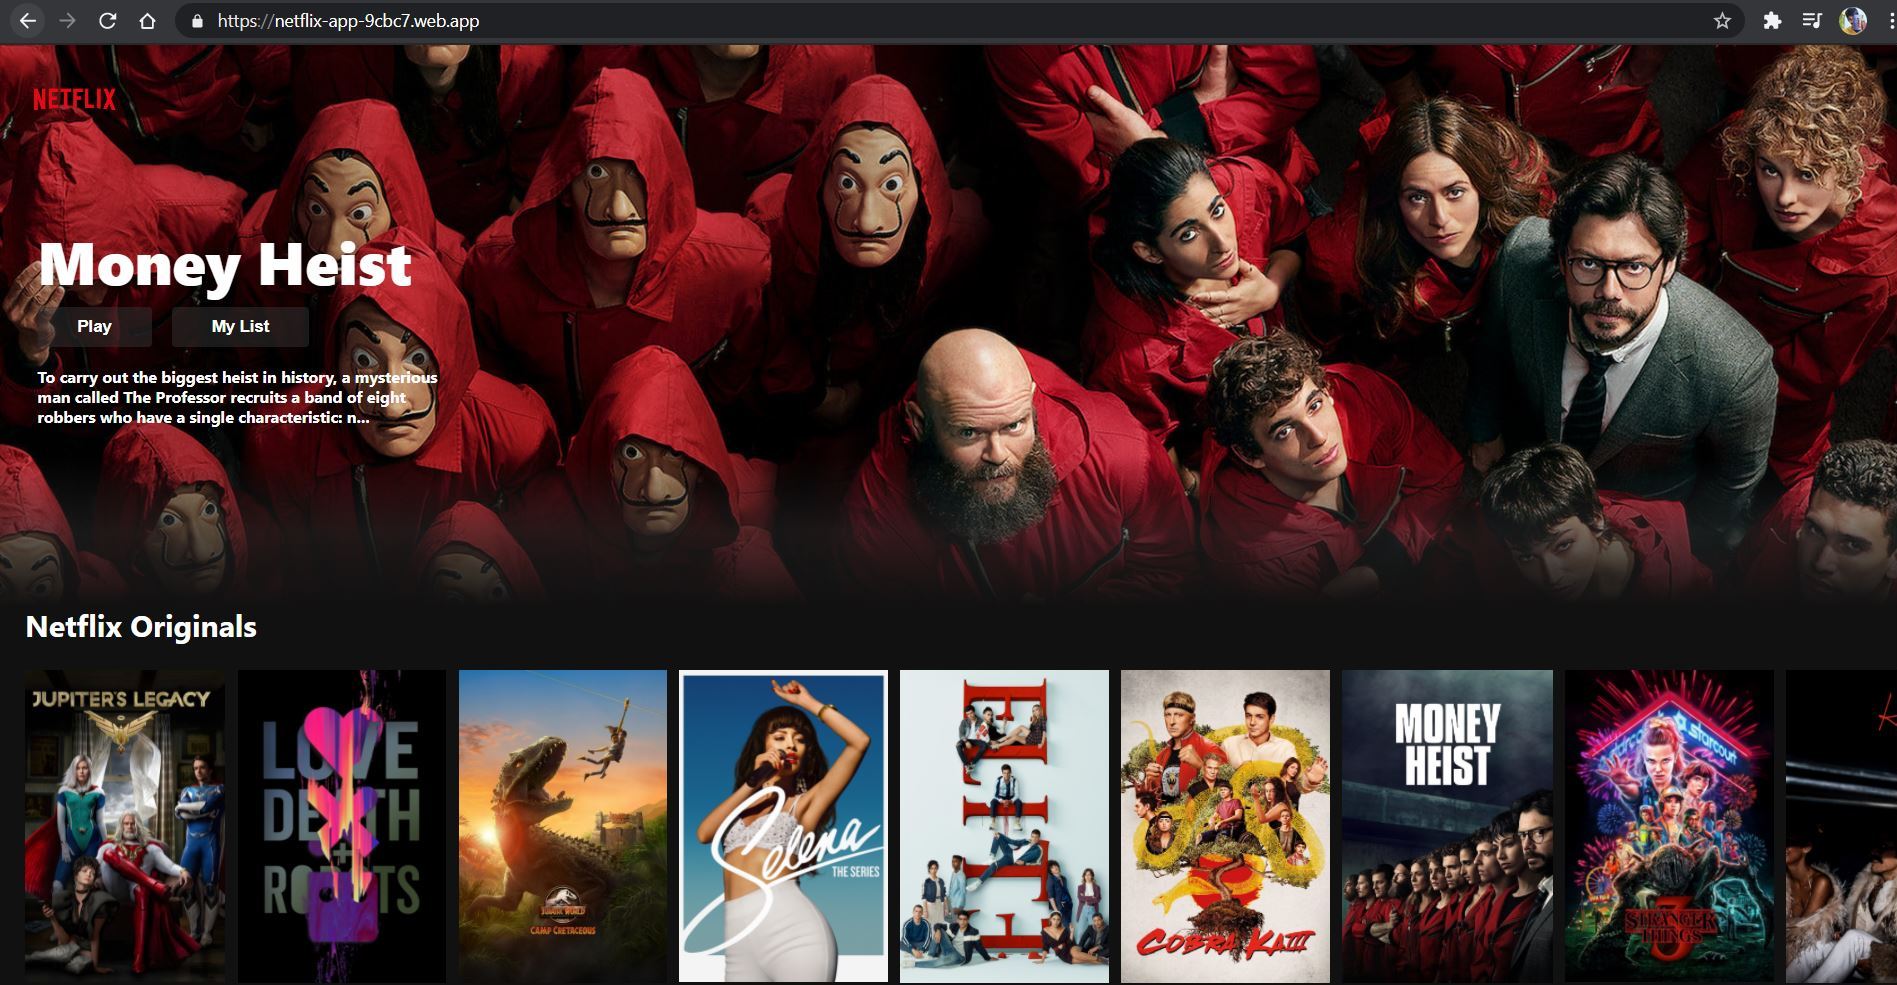 https://netflix-app-9cbc7.web.app
NETFLIX
Money Heist
Play
My List
To carry out the biggest heist in history, a mysterious
man called The Professor recruits a band of eight
robbers who have a single characteristic: n...
Netflix Originals
JUPITER'S LEGACY
LOVE
DEATH
+
ROBOTS
JURASSIC WORLD
CAMP CRETACEOUS
Selena
THE SERIES
ELITE
COBRA KAI III
MONEY
HEIST
starcourt
STRANGER
THINGS
3